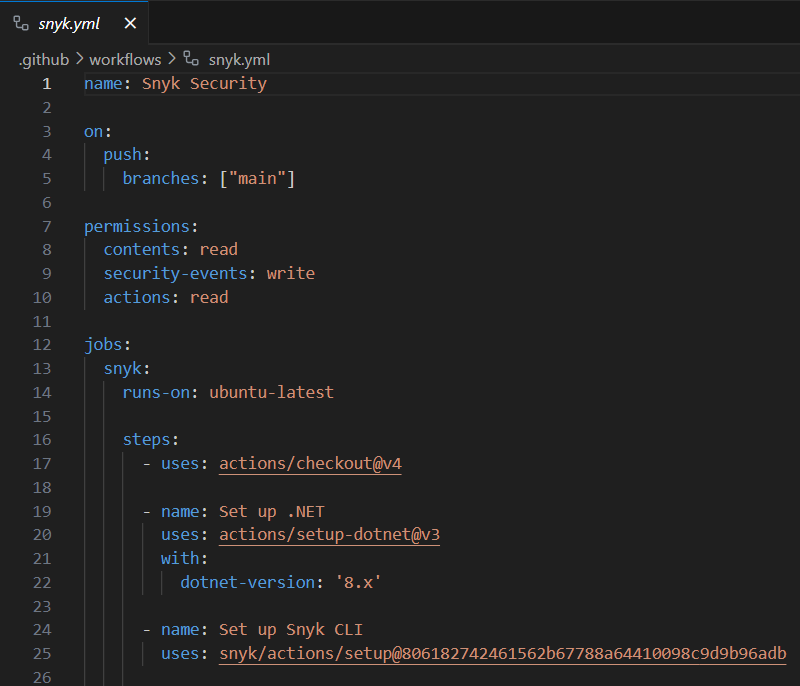 snyk.yml
.github > workflows > snyk.yml
1 name: Snyk Security
2
3 on:
4   push:
5     branches: ["main"]
6
7 permissions:
8   contents: read
9   security-events: write
10   actions: read
11
12 jobs:
13   snyk:
14     runs-on: ubuntu-latest
15
16     steps:
17       - uses: actions/checkout@v4
18
19       - name: Set up .NET
20         uses: actions/setup-dotnet@v3
21         with:
22           dotnet-version: '8.x'
23
24       - name: Set up Snyk CLI
25         uses: snyk/actions/setup@806182742461562b67788a64410098c9d9b96adb
26